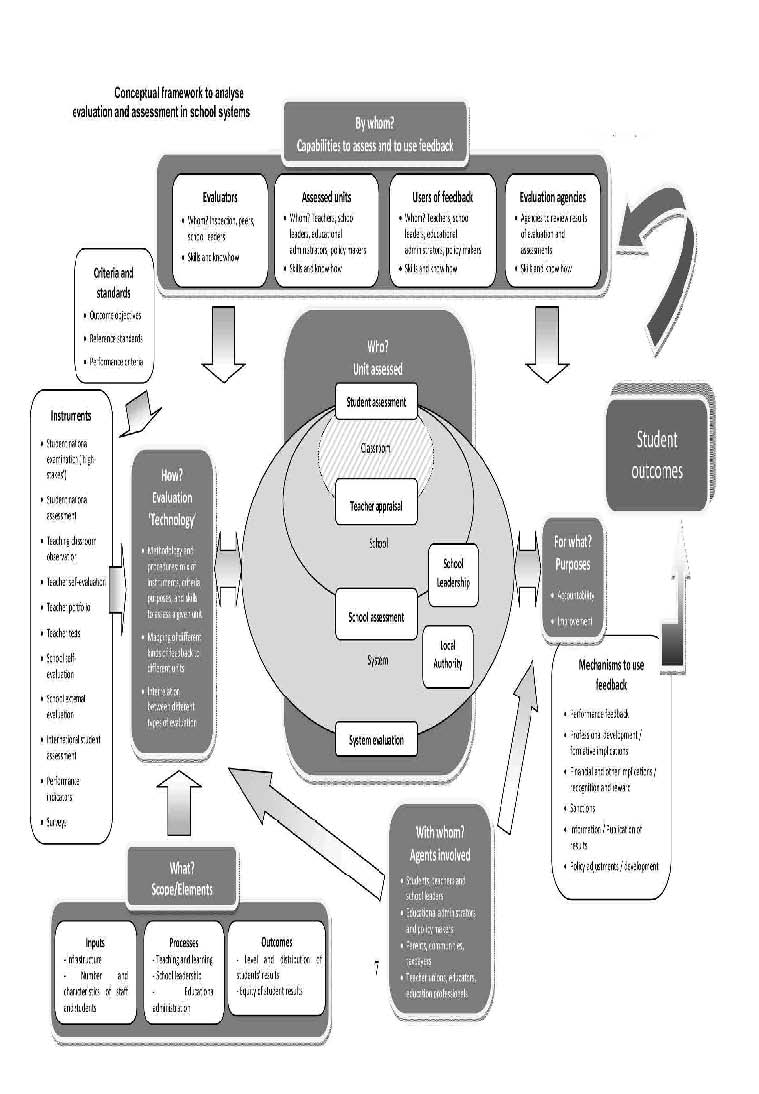 Conceptual framework to analyse
evaluation and assessment in school systems
By whom?
Capabilities to assess and to use feedback
Evaluators
• Whom? Inspection, peers,
school leaders
• Skills and know how
Assessed units
• Whom? Teachers, school
leaders, educational
administrators, policy makers
• Skills and know how
Users of feedback
• Whom? Teachers, school
leaders, educational
administrators, policy makers
• Skills and know how
Evaluation agencies
• Agencies to review results
of evaluation and
assessments
• Skills and know how
Criteria and
standards
• Outcome objectives
• Reference standards
• Performance criteria
Instruments
• Student national
examination ('high-
stakes')
• Student national
assessment
• Teaching classroom
observation
• Teacher self-evaluation
• Teacher portfolio
• Teacher tests
• School self-
evaluation
• School external
evaluation
• International student
assessment
• Performance
indicators
• Surveys
How?
Evaluation
'Technology'
• Methodology and
procedures, mix of
instruments, criteria
purposes, and skills
to assess a given unit
• Mapping of different
kinds of feedback to
different units
• Interrelation
between different
types of evaluation
Who?
Unit assessed
Student assessment
Classroom
Teacher appraisal
School
School
Leadership
School assessment
System
Local
Authority
System evaluation
For what?
Purposes
• Accountability
• Improvement
Student
outcomes
Mechanisms to use
feedback
• Performance feedback
• Professional development /
formative implications
• Financial and other implications /
recognition and reward
• Sanctions
• Information / Publication of
results
• Policy adjustments / development
With whom?
Agents involved
• Students, teachers and
school leaders
• Educational administrators
and policy makers
• Parents, communities,
taxpayers
• Teacher unions, educators,
education professionals
What?
Scope/Elements
Inputs
- Infrastructure
- Number and
characteristics of staff
and students
Processes
- Teaching and learning
- School leadership
- Educational
administration
Outcomes
- Level and distribution of
students' results
- Equity of student results
7